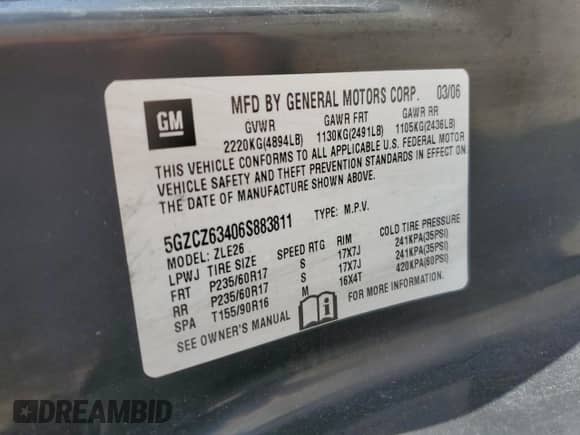 GM
MFD BY GENERAL MOTORS CORP. 03/06
GVWR GAWR FRT GAWR RR
2220KG(4894LB) 1130KG(2491LB) 1105KG(2436LB)
THIS VEHICLE CONFORMS TO ALL APPLICABLE U.S. FEDERAL MOTOR
VEHICLE SAFETY AND THEFT PREVENTION STANDARDS IN EFFECT ON
THE DATE OF MANUFACTURE SHOWN ABOVE.
5GZCZ63406S883811 TYPE: M.P.V.
MODEL: ZLE26
LPWJ TIRE SIZE SPEED RTG RIM COLD TIRE PRESSURE
FRT P235/60R17 S 17X7J 241KPA(35PSI)
RR P235/60R17 S 17X7J 241KPA(35PSI)
SPA T155/90R16 M 16X4T 420KPA(60PSI)
SEE OWNER'S MANUAL FOR MORE INFORMATION.
DREAMBID